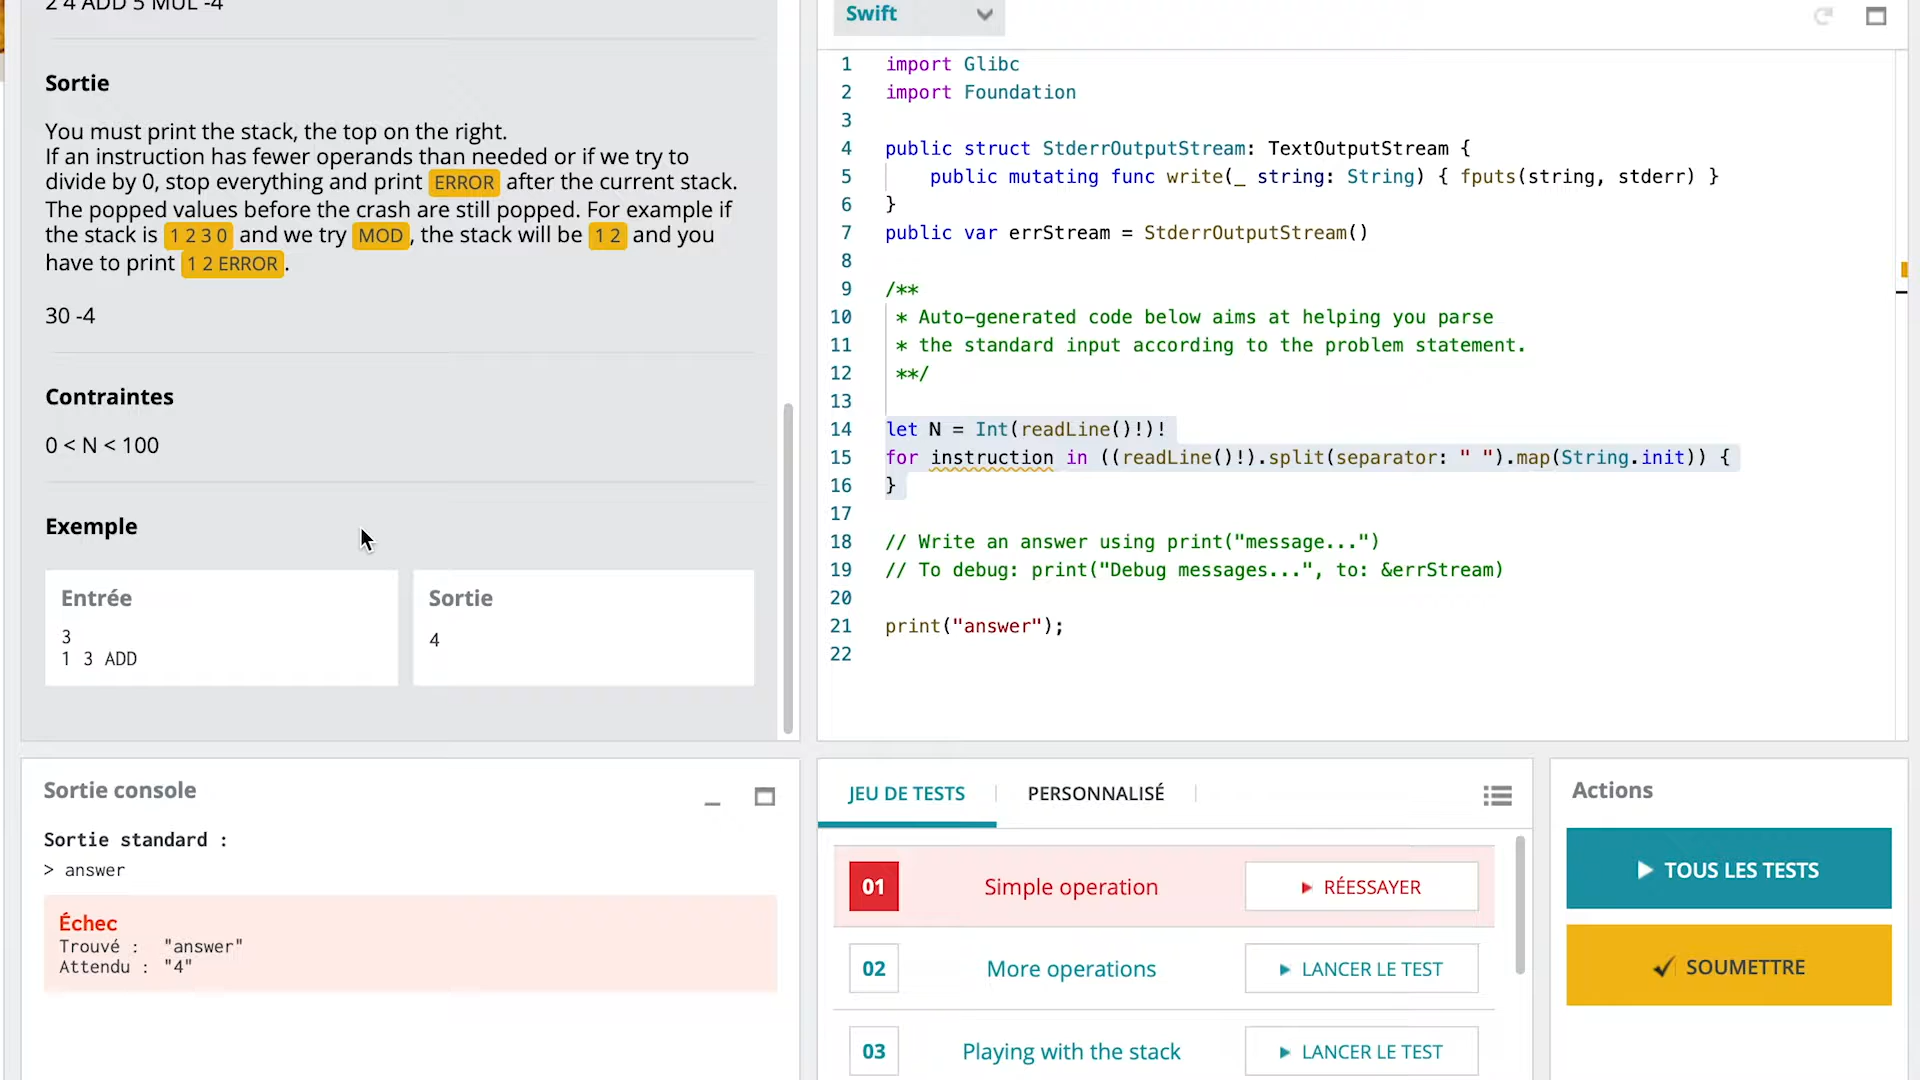 2 4 ADD 5 MUL -4
Sortie
You must print the stack, the top on the right.
If an instruction has fewer operands than needed or if we try to
divide by 0, stop everything and print ERROR after the current stack.
The popped values before the crash are still popped. For example if
the stack is 1 2 3 0 and we try MOD, the stack will be 1 2 and you
have to print 1 2 ERROR.
30 -4
Contraintes
0 < N < 100
Exemple
Entrée
3
1 3 ADD
Sortie
4
Swift
1 import Glibc
2 import Foundation
3
4 public struct StderrOutputStream: TextOutputStream {
5     public mutating func write(_ string: String) { fputs(string, stderr) }
6 }
7 public var errStream = StderrOutputStream()
8
9 /**
10  * Auto-generated code below aims at helping you parse
11  * the standard input according to the problem statement.
12  **/
13
14 let N = Int(readLine()!)!
15 for instruction in ((readLine()!).split(separator: " ").map(String.init)) {
16 }
17
18 // Write an answer using print("message...")
19 // To debug: print("Debug messages...", to: &errStream)
20
21 print("answer");
22
Sortie console
Sortie standard :
> answer
Échec
Trouvé : "answer"
Attendu : "4"
JEU DE TESTS
PERSONNALISÉ
01 Simple operation RÉESSAYER
02 More operations LANCER LE TEST
03 Playing with the stack LANCER LE TEST
Actions
TOUS LES TESTS
SOUMETTRE